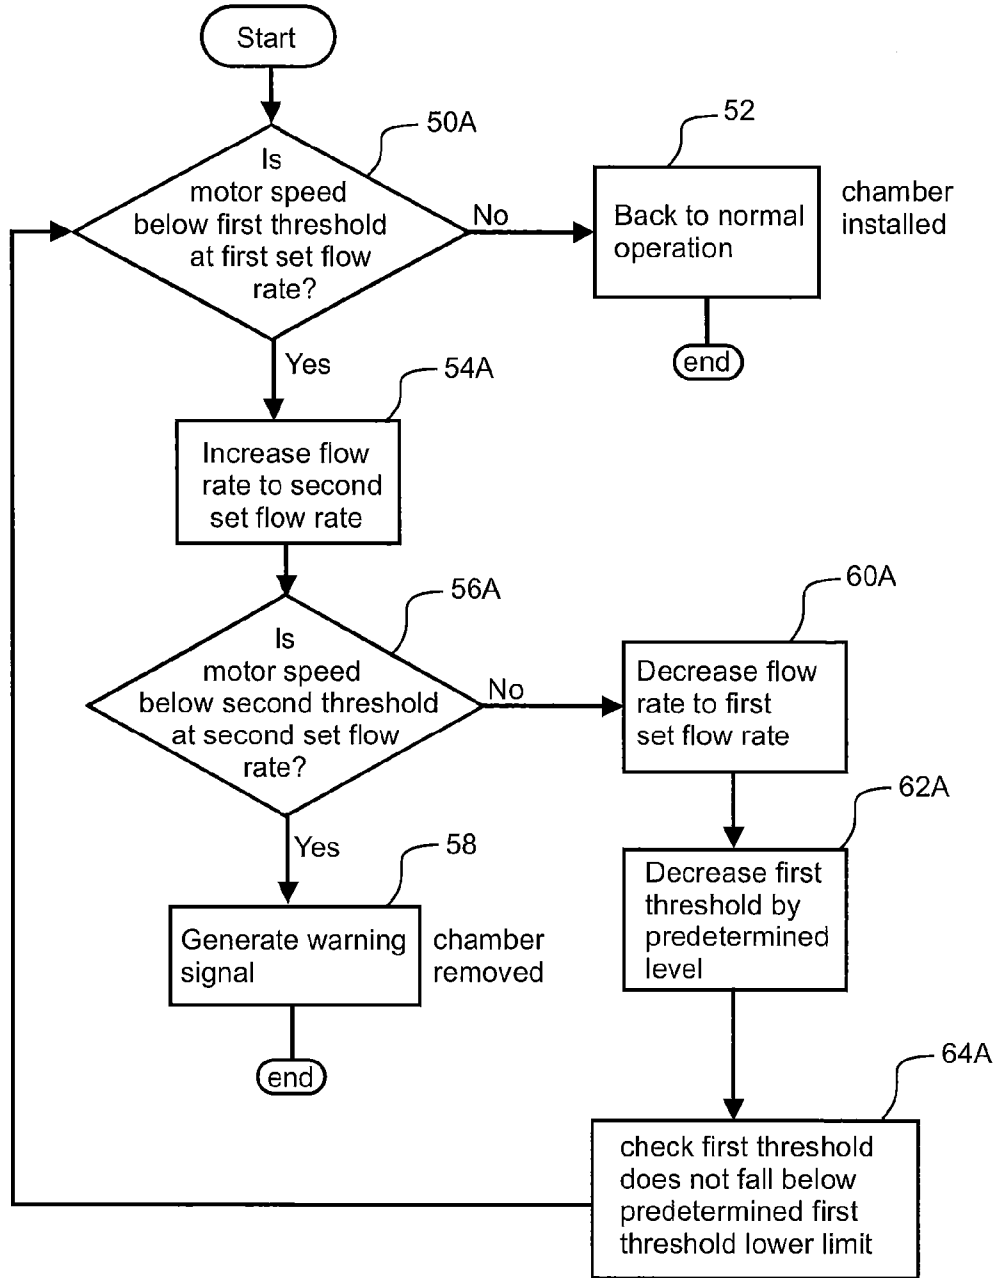 Start
50A
Is
motor speed
below first threshold
at first set flow
rate?
No
52
Back to normal
operation
chamber
installed
end
Yes
54A
Increase flow
rate to second
set flow rate
56A
Is
motor speed
below second threshold
at second set flow
rate?
No
60A
Decrease flow
rate to first
set flow rate
62A
Decrease first
threshold by
predetermined
level
Yes
58
Generate warning
signal
chamber
removed
end
64A
check first threshold
does not fall below
predetermined first
threshold lower limit